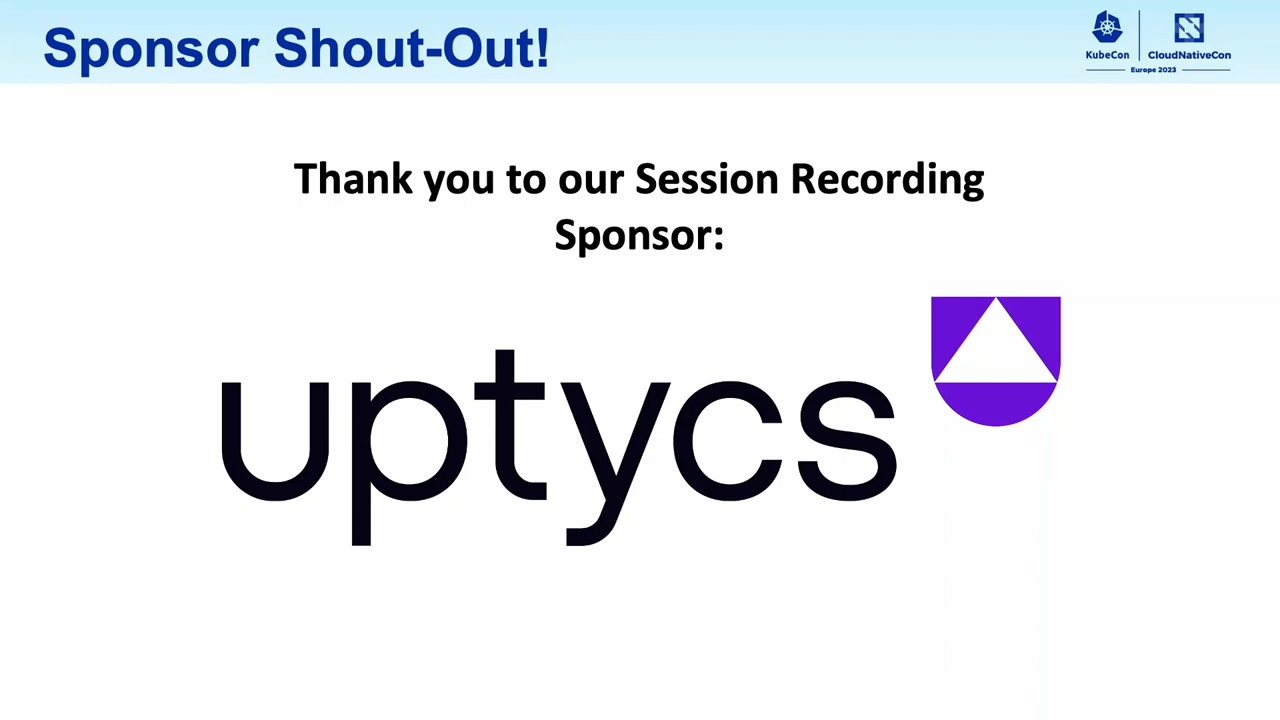 Sponsor Shout-Out!
KubeCon
CloudNativeCon
Europe 2023
Thank you to our Session Recording
Sponsor:
uptycs